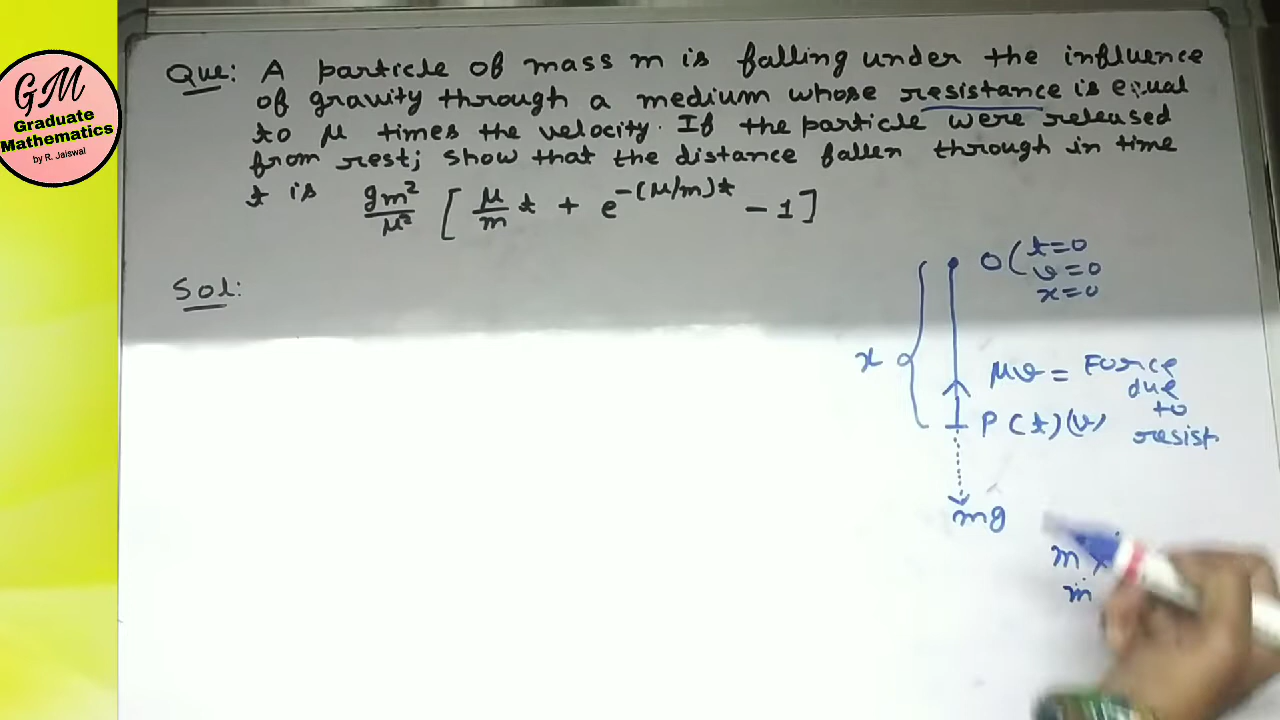 GM
Graduate
Mathematics
by R. Jaiswal
Que: A particle of mass m is falling under the influence
of gravity through a medium whose resistance is equal
to μ times the velocity. If the particle were released
from rest; show that the distance fallen through in time
t is gm²/μ² [ μ/m t + e^-(μ/m)t - 1 ]
Sol:
O (t=0
v=0
x=0
x
μv = Force
due
to
resist
P (t)(v)
mg
m
m